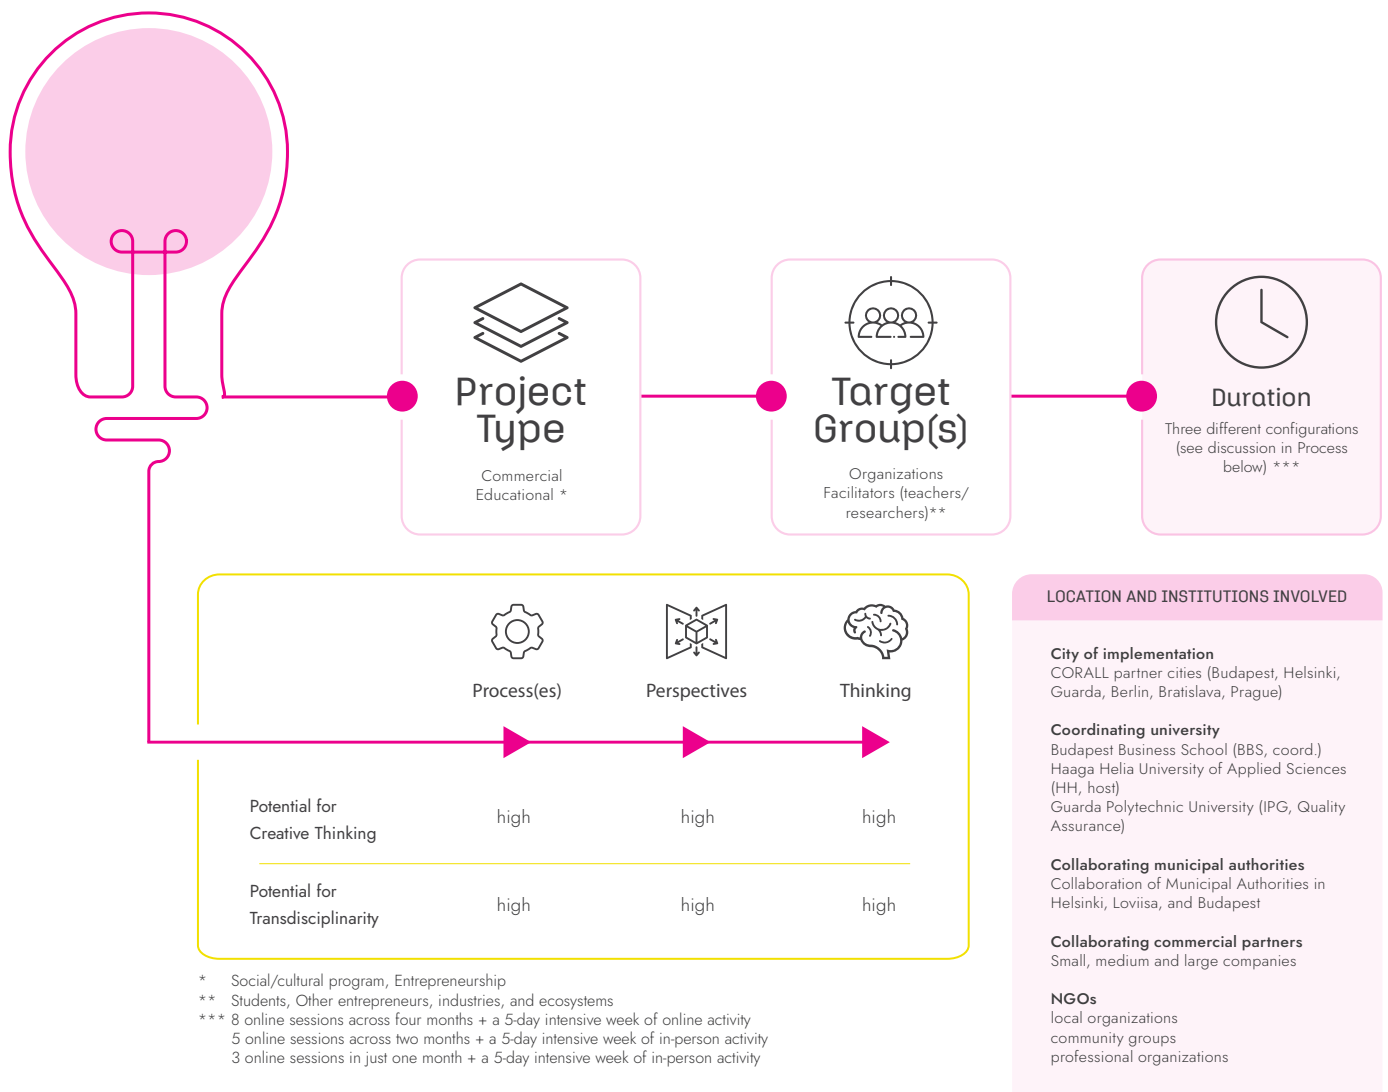 Project
Type
Commercial
Educational *
Target
Group(s)
Organizations
Facilitators (teachers/
researchers)**
Duration
Three different configurations
(see discussion in Process
below) ***
Process(es)
Perspectives
Thinking
Potential for
Creative Thinking
high
high
high
Potential for
Transdisciplinarity
high
high
high
* Social/cultural program, Entrepreneurship
** Students, Other entrepreneurs, industries, and ecosystems
*** 8 online sessions across four months + a 5-day intensive week of online activity
5 online sessions across two months + a 5-day intensive week of in-person activity
3 online sessions in just one month + a 5-day intensive week of in-person activity
LOCATION AND INSTITUTIONS INVOLVED
City of implementation
CORALL partner cities (Budapest, Helsinki,
Guarda, Berlin, Bratislava, Prague)
Coordinating university
Budapest Business School (BBS, coord.)
Haaga Helia University of Applied Sciences
(HH, host)
Guarda Polytechnic University (IPG, Quality
Assurance)
Collaborating municipal authorities
Collaboration of Municipal Authorities in
Helsinki, Loviisa, and Budapest
Collaborating commercial partners
Small, medium and large companies
NGOs
local organizations
community groups
professional organizations